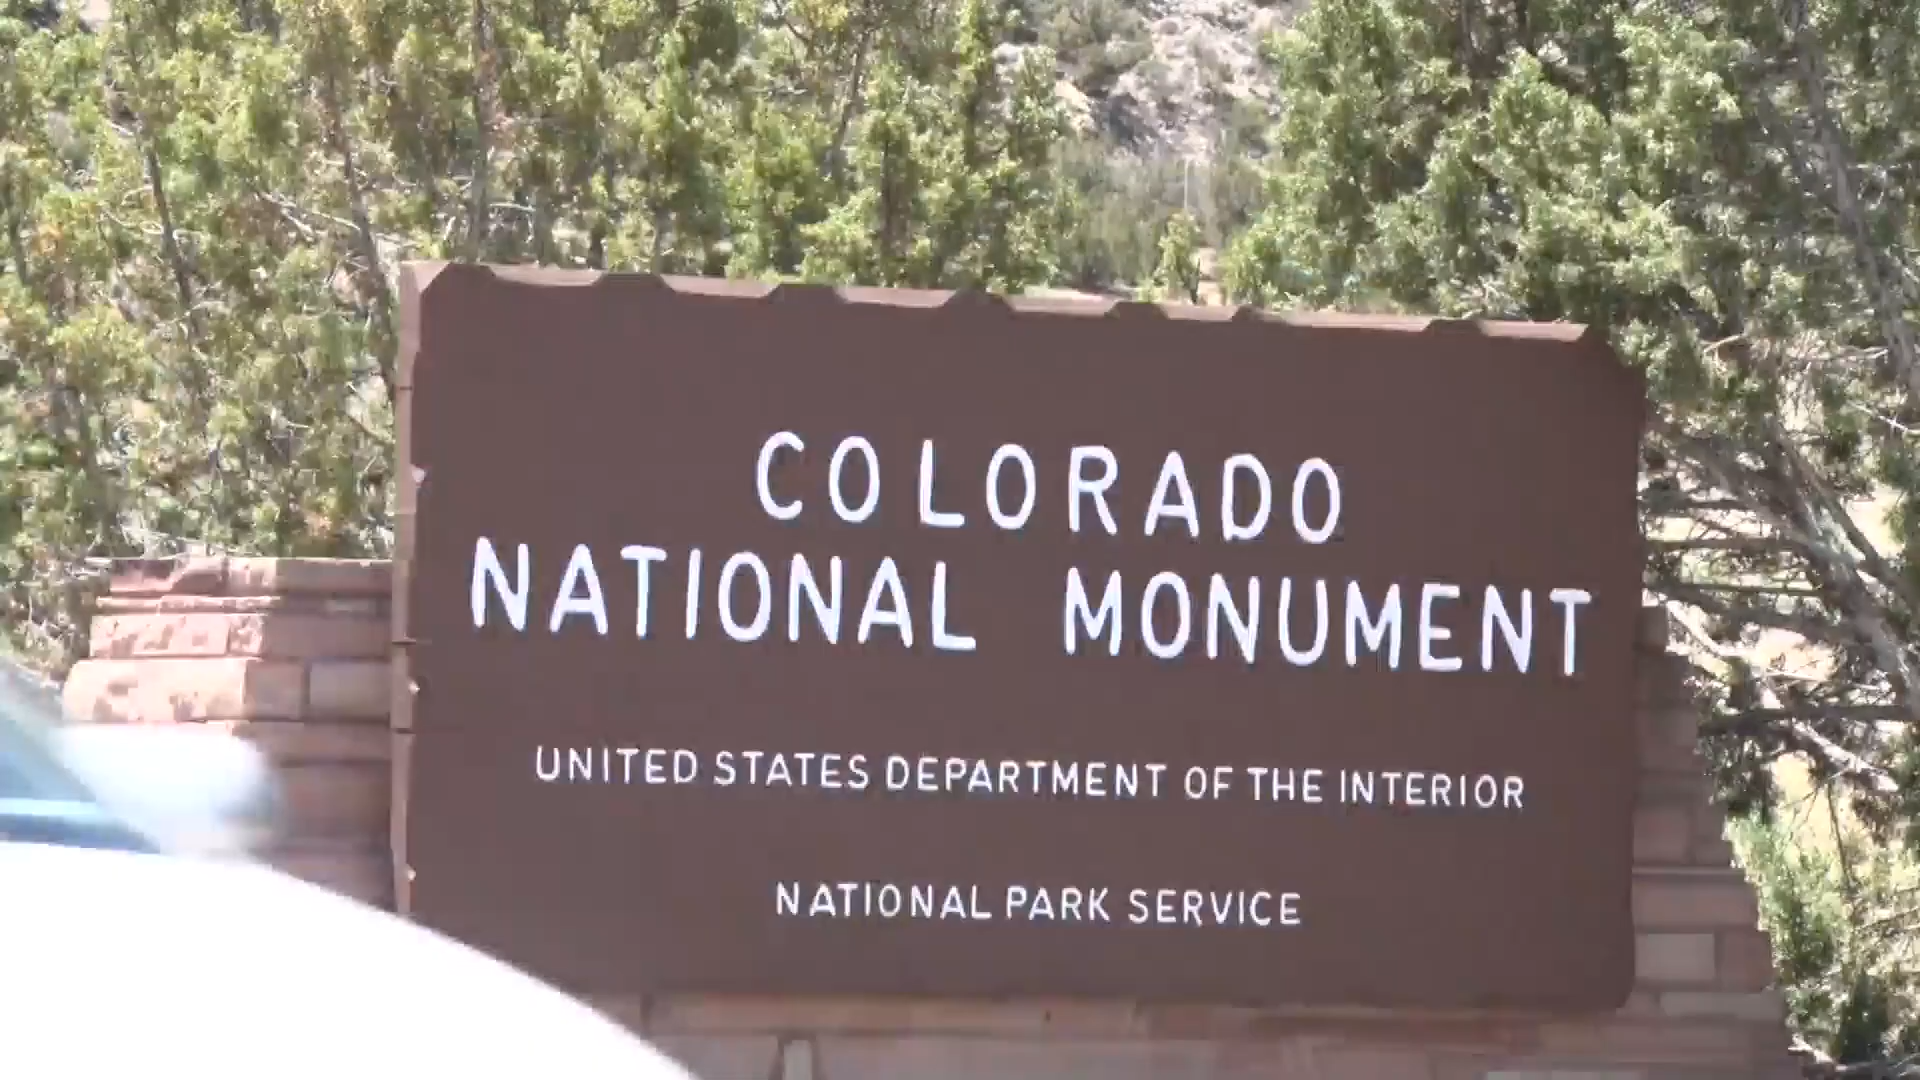 COLORADO
NATIONAL MONUMENT
UNITED STATES DEPARTMENT OF THE INTERIOR
NATIONAL PARK SERVICE